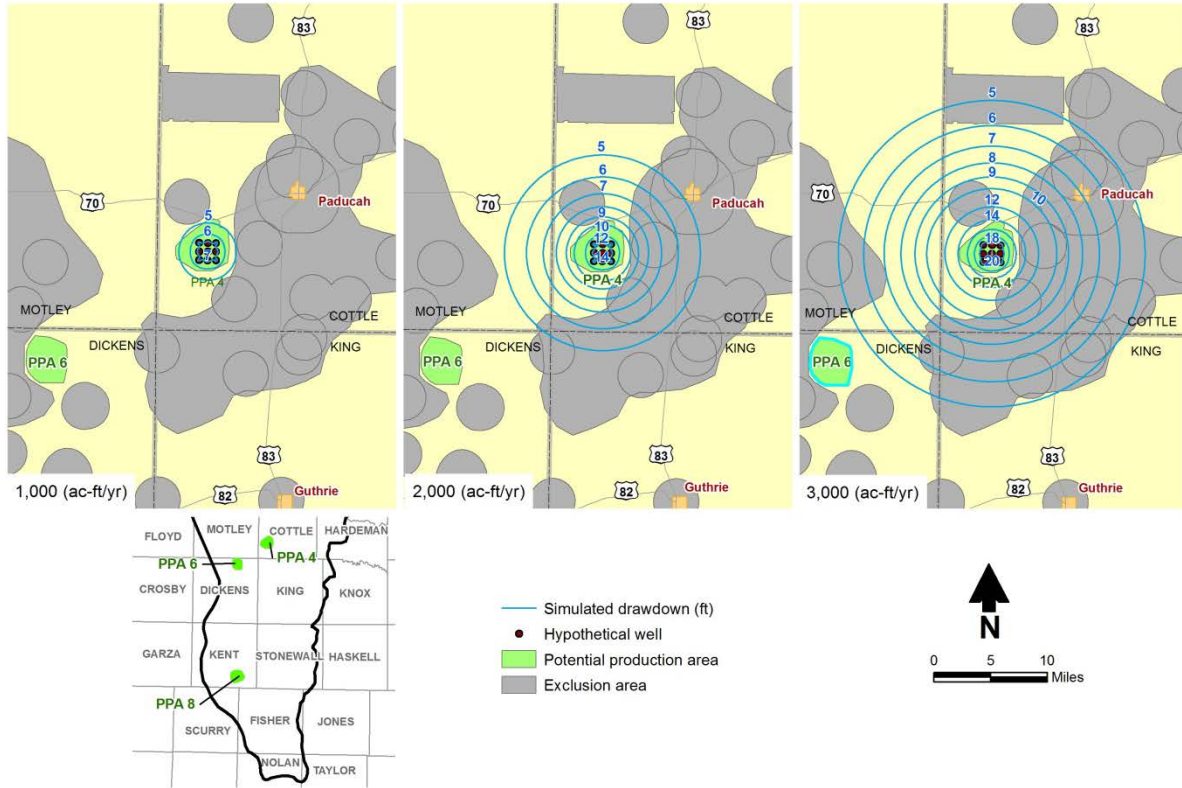 83
70
Paducah
5
6
7
PPA 4
MOTLEY
COTTLE
DICKENS
KING
PPA 6
83
82
Guthrie
1,000 (ac-ft/yr)
83
5
6
7
70
Paducah
9
10
12
PPA 4
MOTLEY
COTTLE
DICKENS
KING
PPA 6
83
82
Guthrie
2,000 (ac-ft/yr)
83
5
6
7
8
9
70
10
Paducah
12
14
18
20
PPA 4
MOTLEY
COTTLE
DICKENS
KING
PPA 6
83
82
Guthrie
3,000 (ac-ft/yr)
FLOYD
MOTLEY
COTTLE
HARDEMAN
PPA 4
PPA 6
CROSBY
DICKENS
KING
KNOX
GARZA
KENT
STONEWALL
HASKELL
PPA 8
SCURRY
FISHER
JONES
NOLAN
TAYLOR
Simulated drawdown (ft)
Hypothetical well
Potential production area
Exclusion area
N
0 5 10
Miles